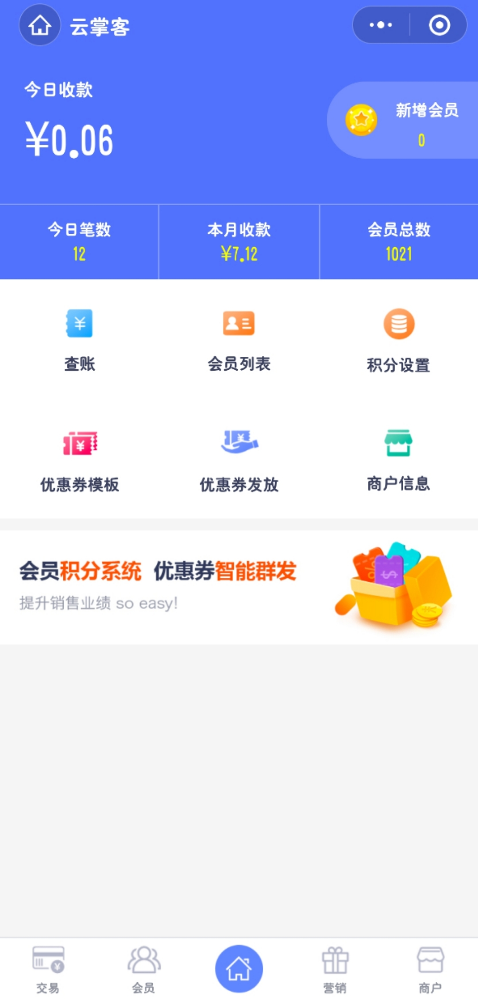 云掌客
今日收款
¥0.06
新增会员
0
今日笔数
本月收款
会员总数
12
¥7.12
1021
¥
查账
会员列表
积分设置
¥
¥
优惠券模板
优惠券发放
商户信息
会员积分系统 优惠券智能群发
提升销售业绩 so easy!
%
$
¥
¥
交易
会员
营销
商户